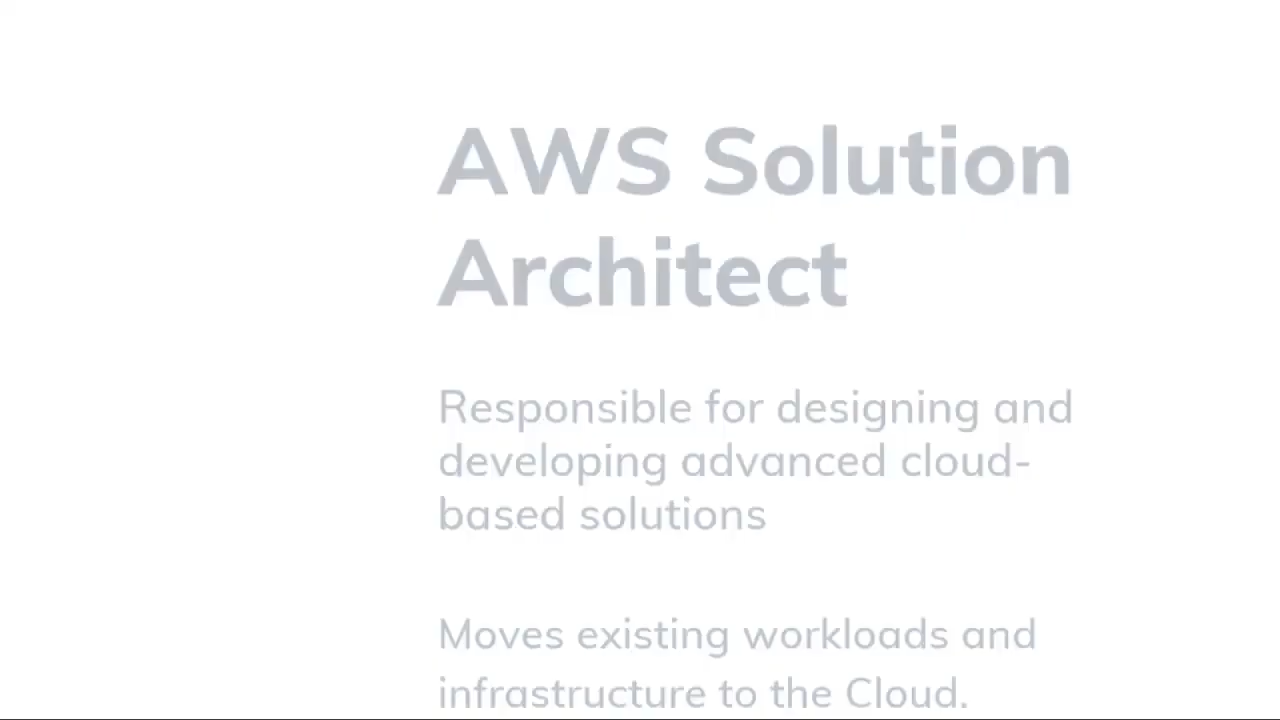 AWS Solution
Architect
Responsible for designing and
developing advanced cloud-
based solutions
Moves existing workloads and
infrastructure to the Cloud.